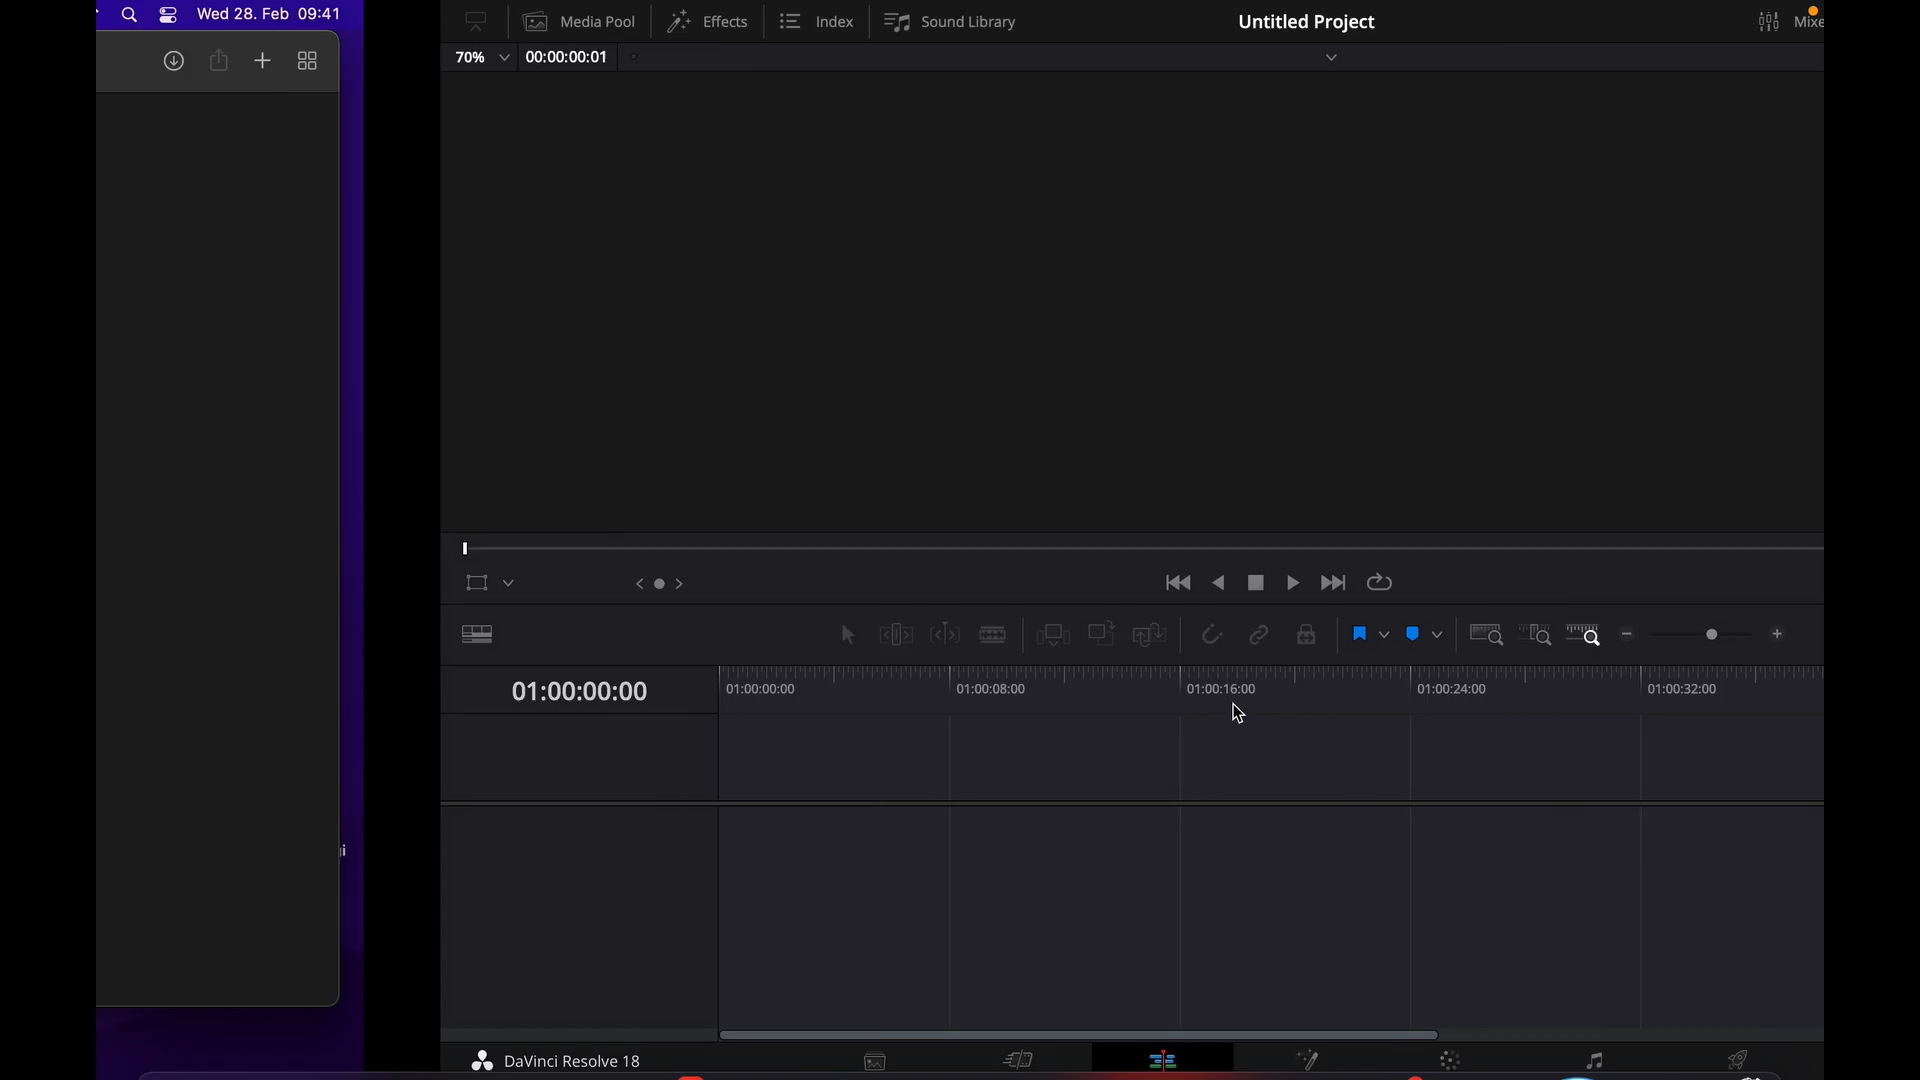 Wed 28. Feb 09:41
Media Pool
Effects
Index
Sound Library
Untitled Project
70%
00:00:00:01
01:00:00:00
01:00:00:00
01:00:08:00
01:00:16:00
01:00:24:00
01:00:32:00
DaVinci Resolve 18